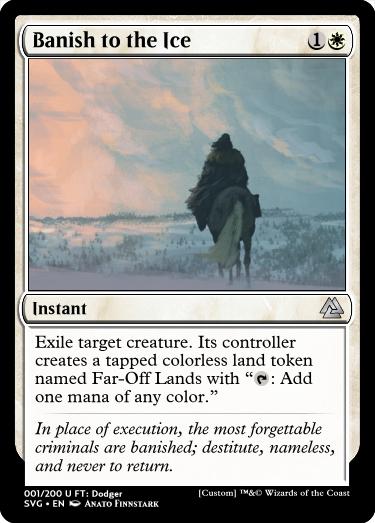 Banish to the Ice 1
Instant
Exile target creature. Its controller
creates a tapped colorless land token
named Far-Off Lands with “: Add
one mana of any color.”
In place of execution, the most forgettable
criminals are banished; destitute, nameless,
and never to return.
001/200 U FT: Dodger [Custom] ™&© Wizards of the Coast
SVG • EN Anato Finnstark